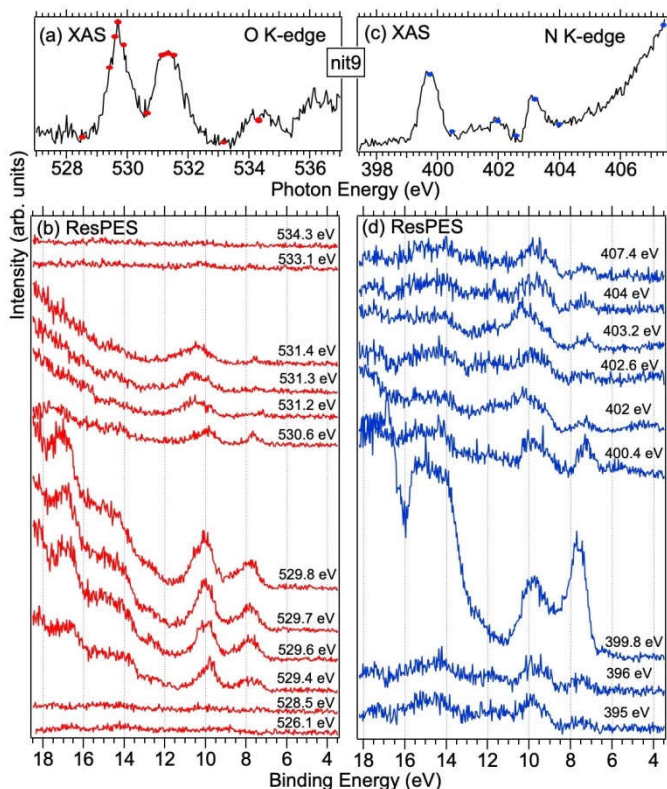 (a) XAS
O K-edge
nit9
(c) XAS
N K-edge
528
530
532
534
536
398
400
402
404
406
Photon Energy (eV)
Intensity (arb. units)
(b) ResPES
534.3 eV
533.1 eV
531.4 eV
531.3 eV
531.2 eV
530.6 eV
529.8 eV
529.7 eV
529.6 eV
529.4 eV
528.5 eV
526.1 eV
18
16
14
12
10
8
6
4
(d) ResPES
407.4 eV
404 eV
403.2 eV
402.6 eV
402 eV
400.4 eV
399.8 eV
396 eV
395 eV
18
16
14
12
10
8
6
4
Binding Energy (eV)